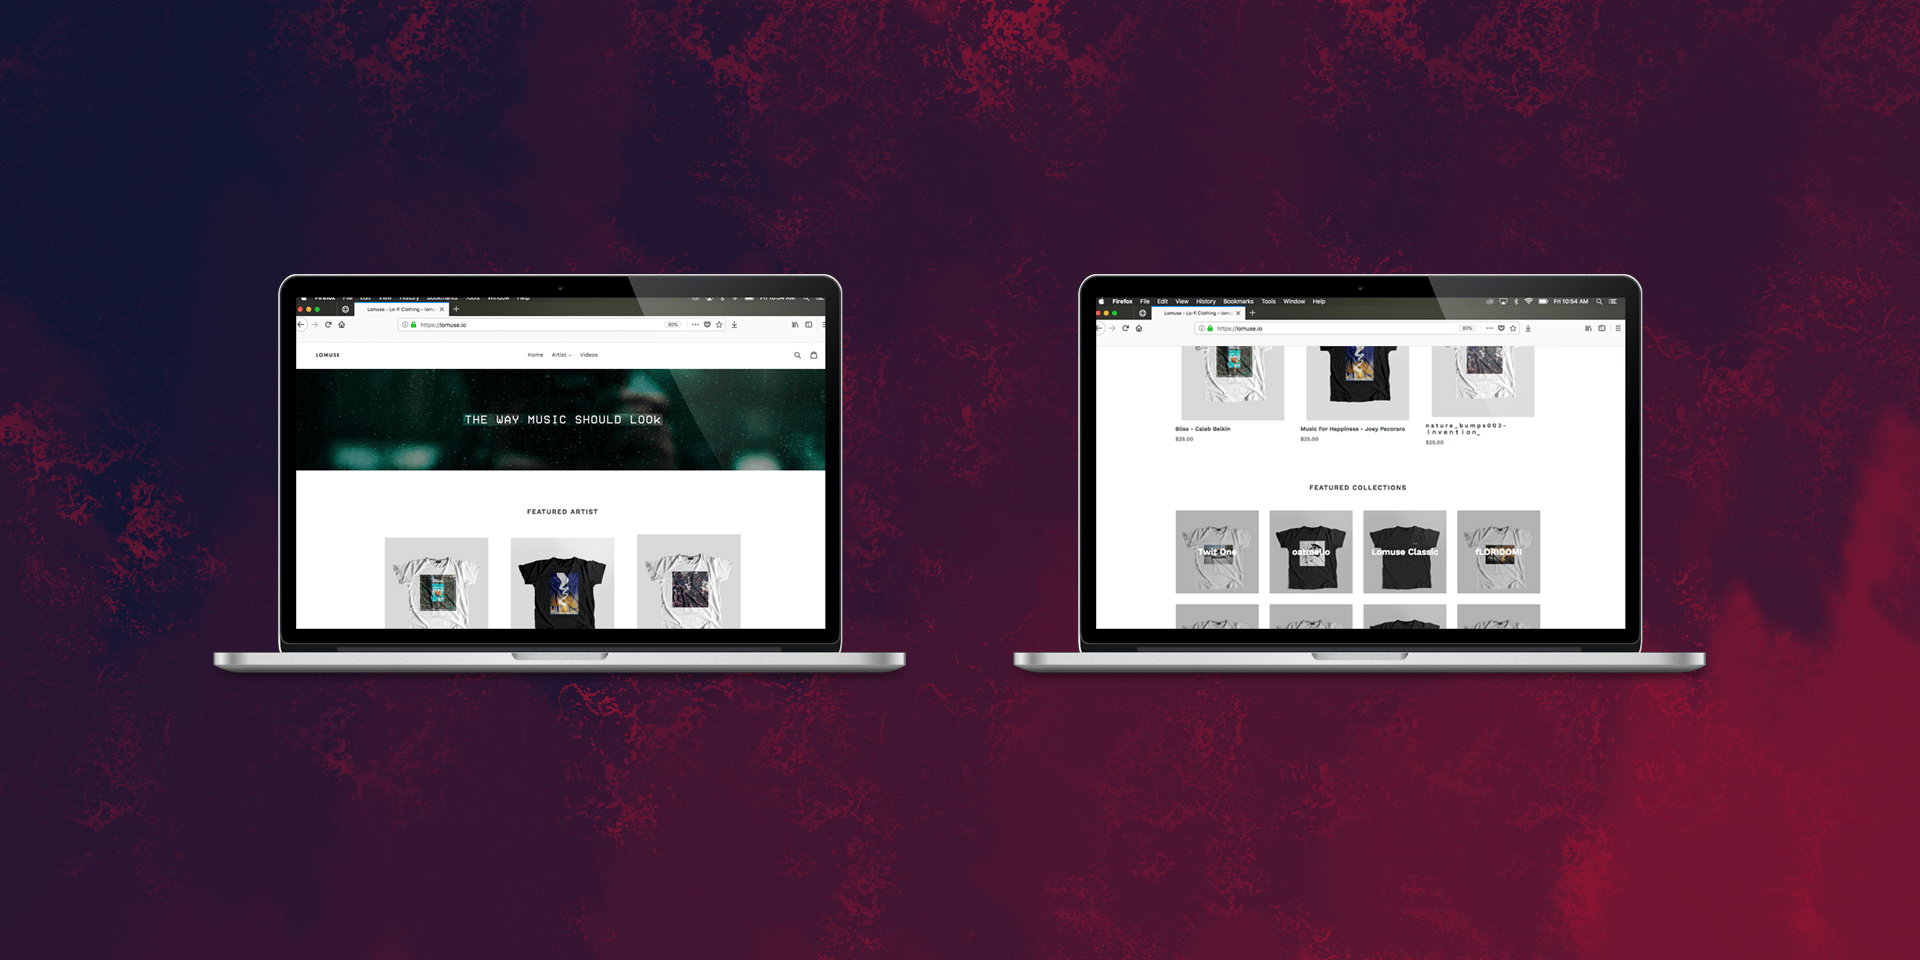 Firefox File Edit View History Bookmarks Tools Window Help Fri 10:54 AM
Lomuse - Lo-fi Clothing – lomus
https://lomuse.io 80%
LOMUSE Home Artist Videos
THE WAY MUSIC SHOULD LOOK
FEATURED ARTIST
Firefox File Edit View History Bookmarks Tools Window Help Fri 10:54 AM
Lomuse - Lo-fi Clothing – lomus
https://lomuse.io 80%
Bliss - Caleb Belkin
$25.00
Music For Happiness - Joey Pecoraro
$25.00
nature_bumps003-
invention_
$25.00
FEATURED COLLECTIONS
Twit One oatmello Lomuse Classic fLORIDOMi